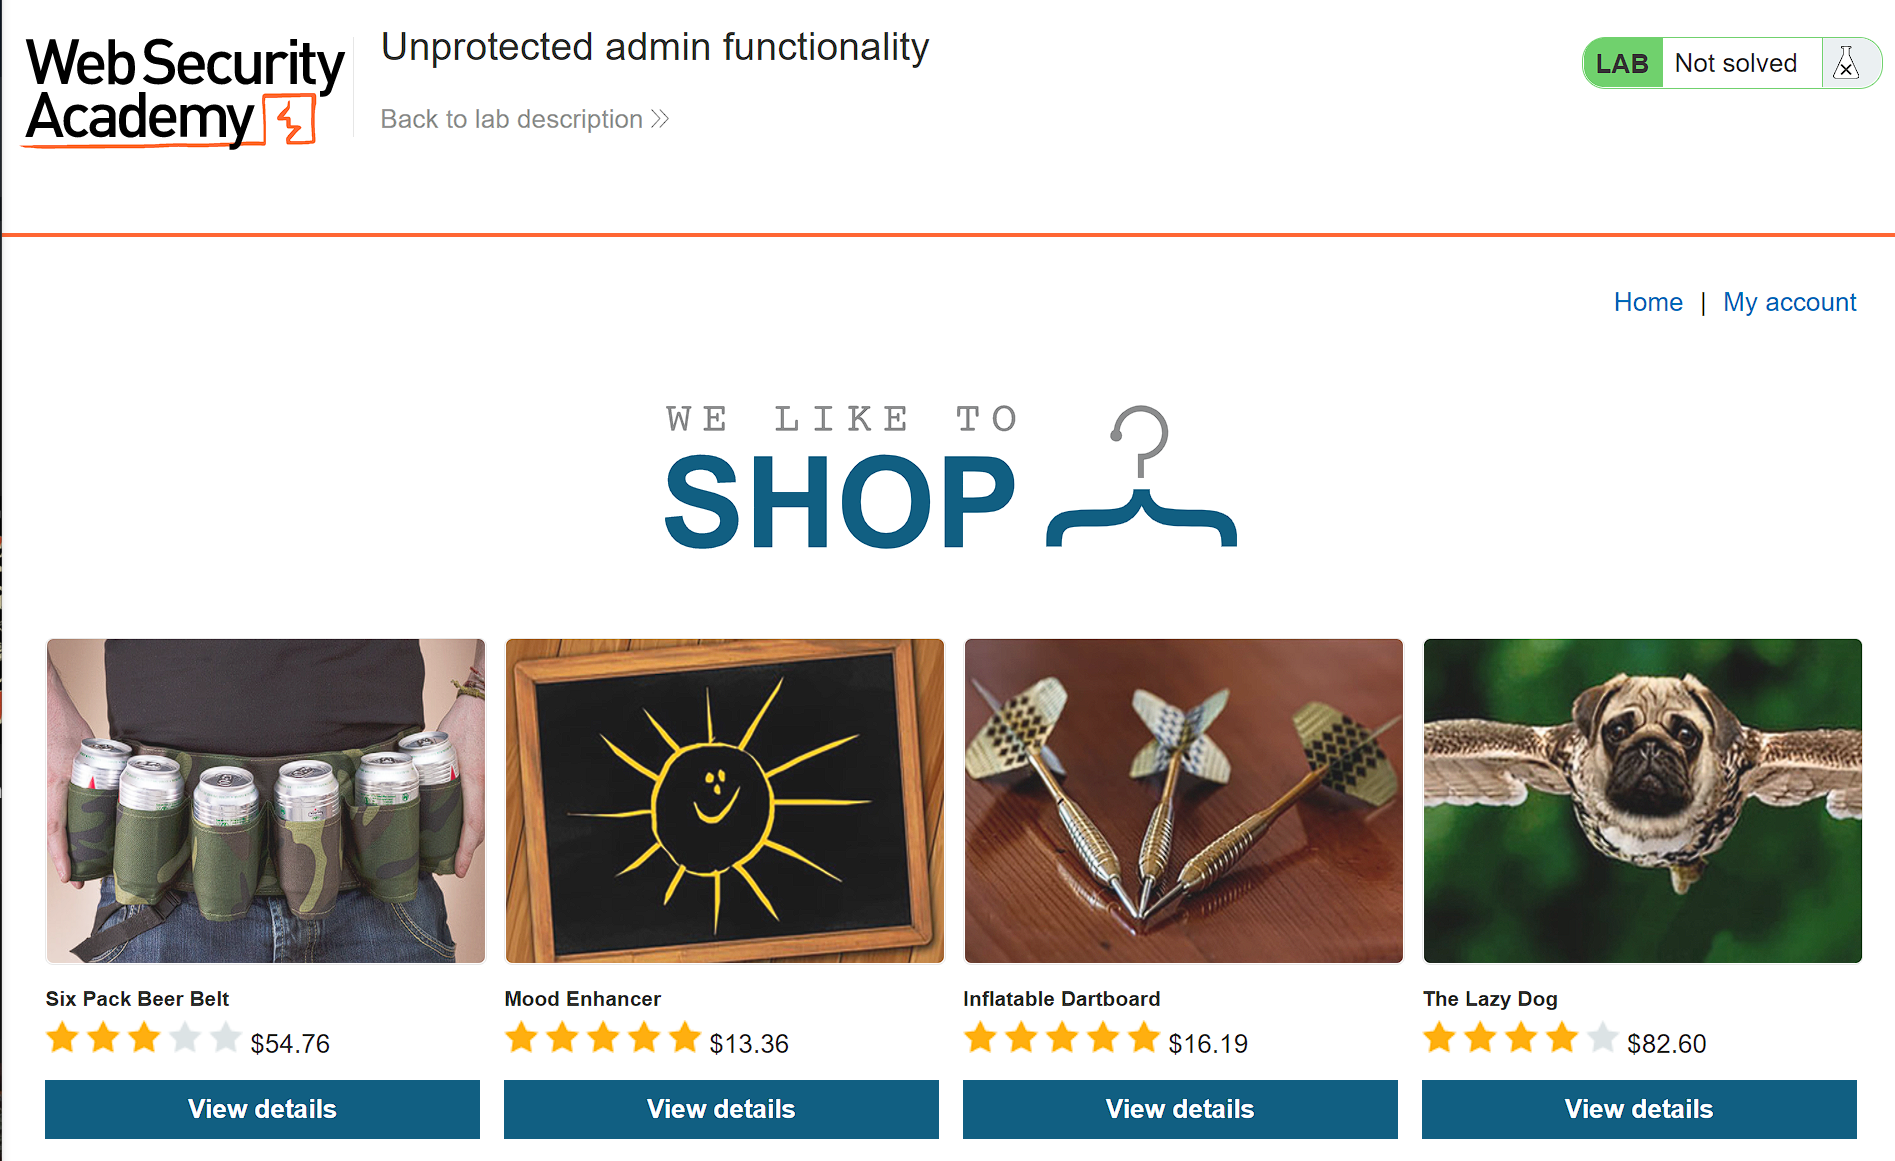 Web Security
Academy
Unprotected admin functionality
Back to lab description
LAB Not solved
Home | My account
WE LIKE TO
SHOP
Six Pack Beer Belt
$54.76
View details
Mood Enhancer
$13.36
View details
Inflatable Dartboard
$16.19
View details
The Lazy Dog
$82.60
View details